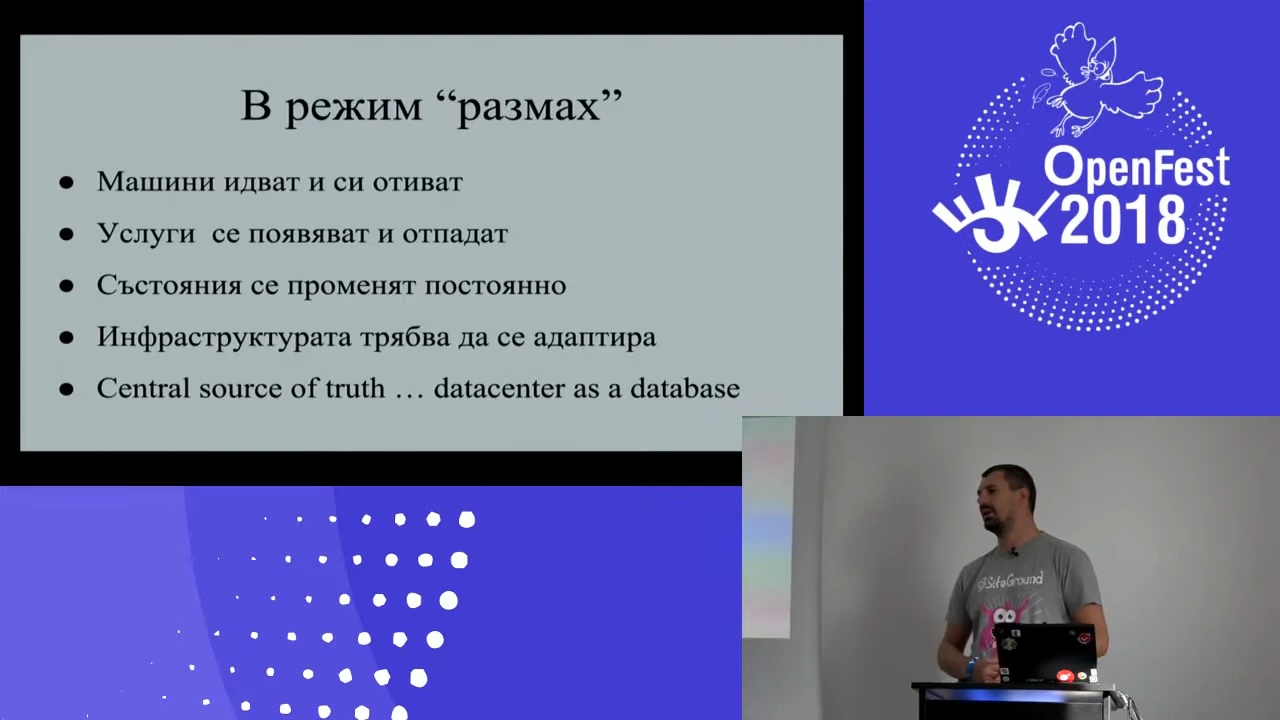 В режим “размах”
● Машини идват и си отиват
● Услуги се появяват и отпадат
● Състояния се променят постоянно
● Инфраструктурата трябва да се адаптира
● Central source of truth … datacenter as a database
OpenFest
2018
@SiteGround